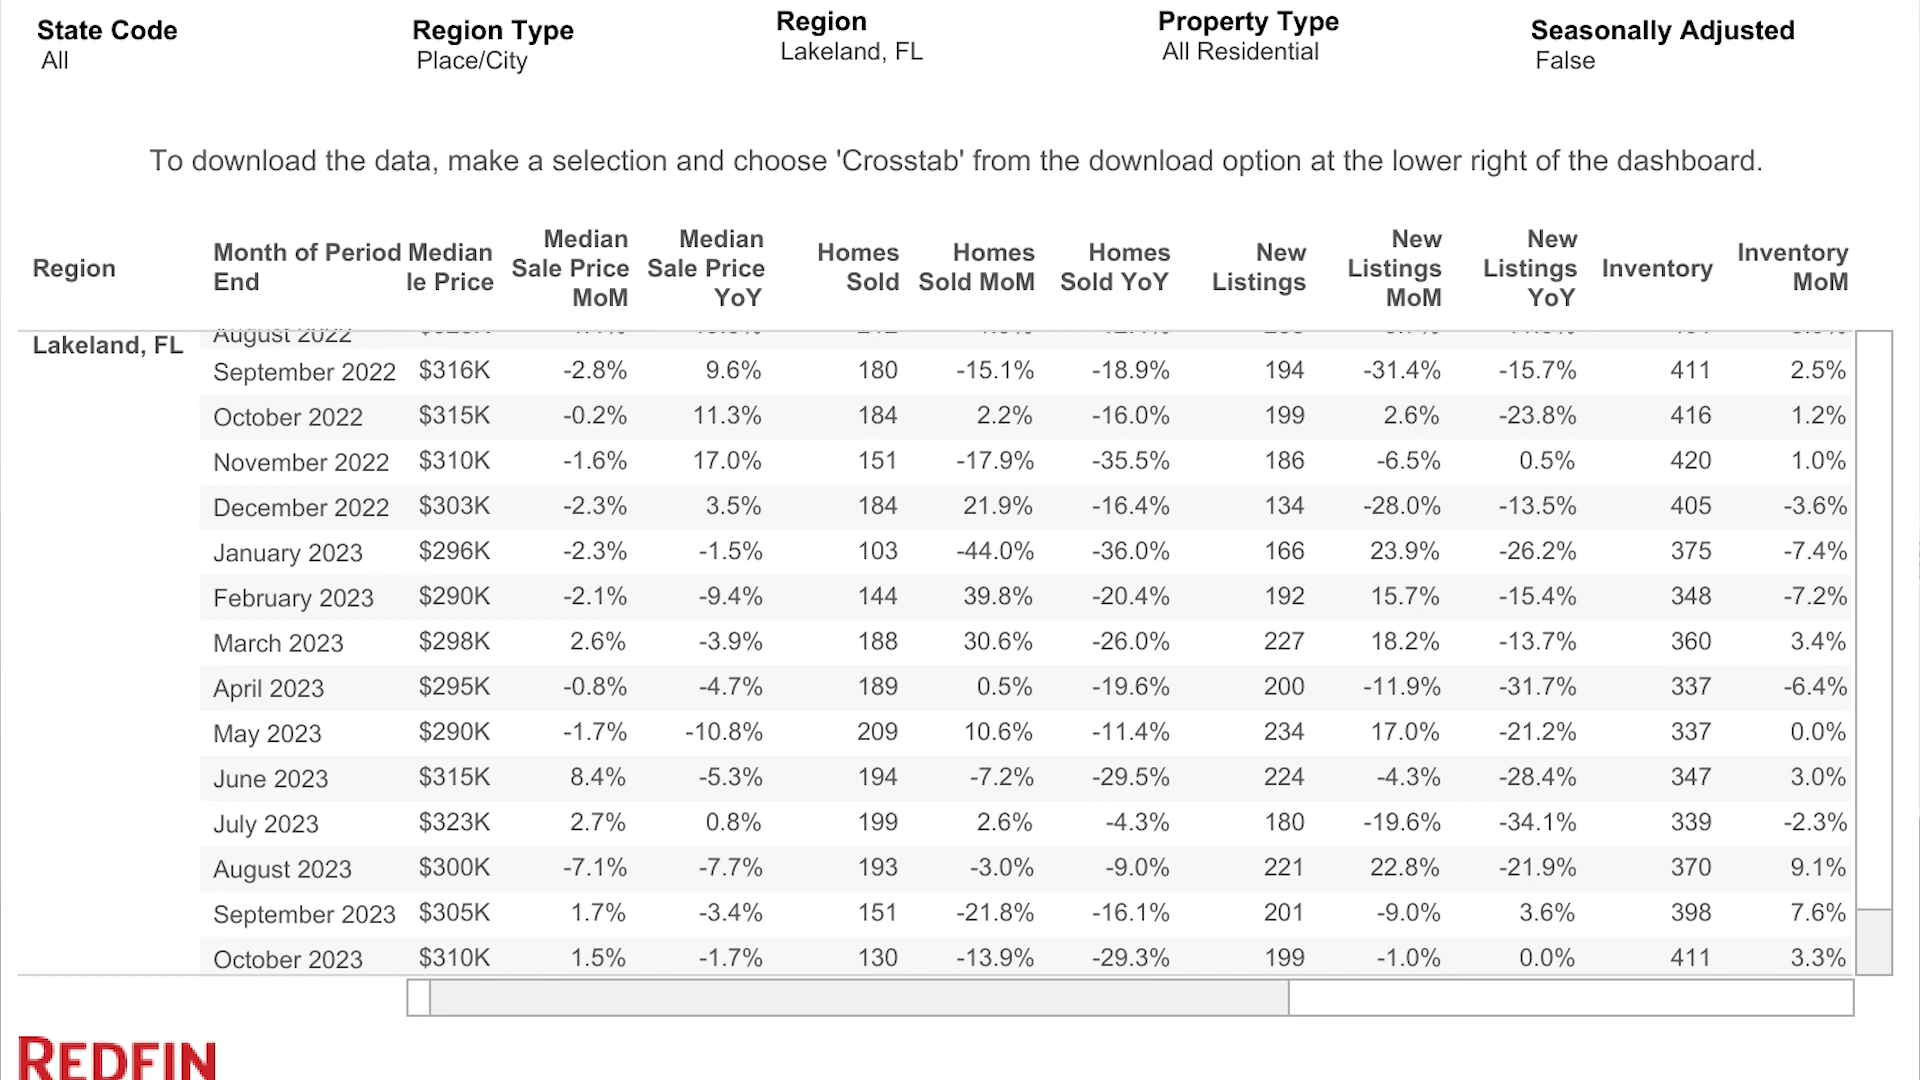 State Code Region Type Region Property Type Seasonally Adjusted
All Place/City Lakeland, FL All Residential False
To download the data, make a selection and choose 'Crosstab' from the download option at the lower right of the dashboard.
Region
Month of Period
End
Median
le Price
Median
Sale Price
MoM
Median
Sale Price
YoY
Homes
Sold
Homes
Sold MoM
Homes
Sold YoY
New
Listings
New
Listings
MoM
New
Listings
YoY
Inventory
Inventory
MoM
Lakeland, FL
August 2022
September 2022 $316K -2.8% 9.6% 180 -15.1% -18.9% 194 -31.4% -15.7% 411 2.5%
October 2022 $315K -0.2% 11.3% 184 2.2% -16.0% 199 2.6% -23.8% 416 1.2%
November 2022 $310K -1.6% 17.0% 151 -17.9% -35.5% 186 -6.5% 0.5% 420 1.0%
December 2022 $303K -2.3% 3.5% 184 21.9% -16.4% 134 -28.0% -13.5% 405 -3.6%
January 2023 $296K -2.3% -1.5% 103 -44.0% -36.0% 166 23.9% -26.2% 375 -7.4%
February 2023 $290K -2.1% -9.4% 144 39.8% -20.4% 192 15.7% -15.4% 348 -7.2%
March 2023 $298K 2.6% -3.9% 188 30.6% -26.0% 227 18.2% -13.7% 360 3.4%
April 2023 $295K -0.8% -4.7% 189 0.5% -19.6% 200 -11.9% -31.7% 337 -6.4%
May 2023 $290K -1.7% -10.8% 209 10.6% -11.4% 234 17.0% -21.2% 337 0.0%
June 2023 $315K 8.4% -5.3% 194 -7.2% -29.5% 224 -4.3% -28.4% 347 3.0%
July 2023 $323K 2.7% 0.8% 199 2.6% -4.3% 180 -19.6% -34.1% 339 -2.3%
August 2023 $300K -7.1% -7.7% 193 -3.0% -9.0% 221 22.8% -21.9% 370 9.1%
September 2023 $305K 1.7% -3.4% 151 -21.8% -16.1% 201 -9.0% 3.6% 398 7.6%
October 2023 $310K 1.5% -1.7% 130 -13.9% -29.3% 199 -1.0% 0.0% 411 3.3%
REDFIN